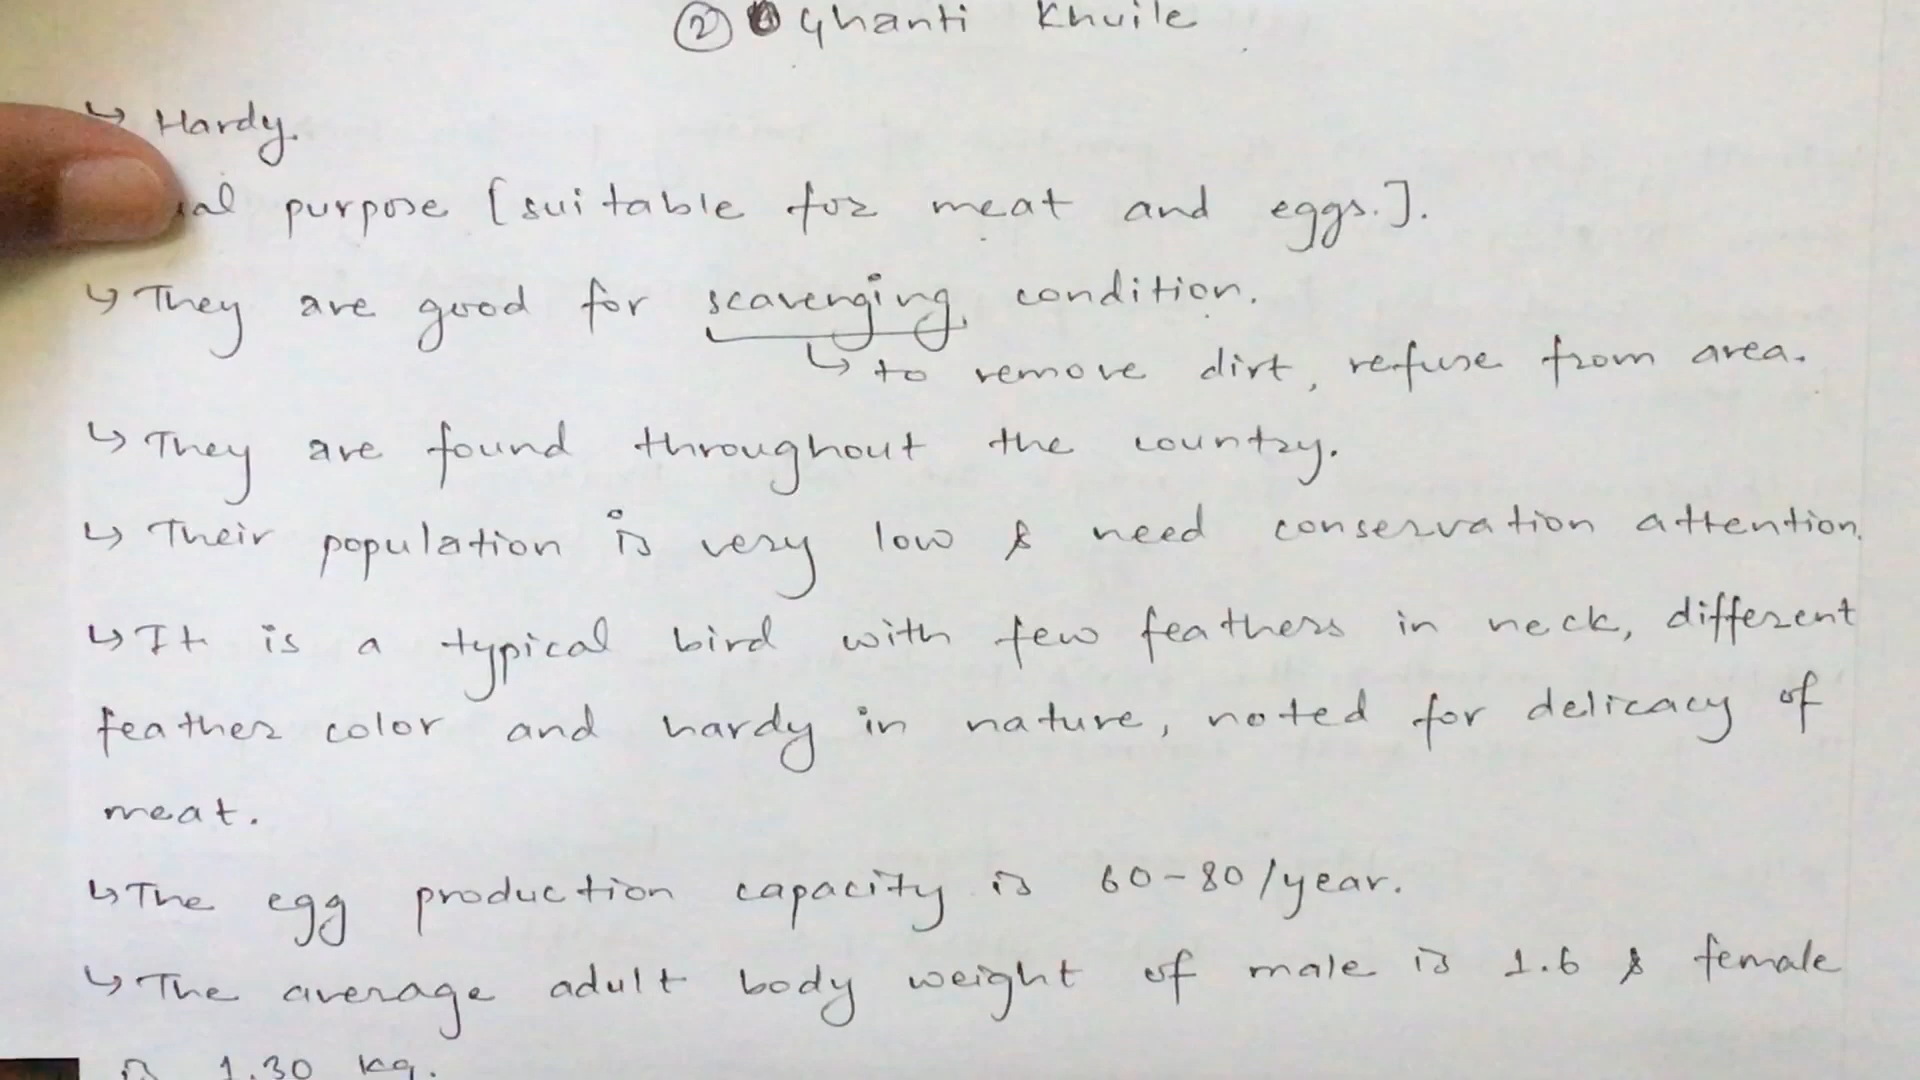 ② Ghanti Khuile
↳ Hardy.
purpose [suitable for meat and eggs.].
↳ They are good for scavenging condition.
↳ to remove dirt, refuse from area.
↳ They are found throughout the country.
↳ Their population is very low & need conservation attention.
↳ It is a typical bird with few feathers in neck, different
feather color and hardy in nature, noted for delicacy of
meat.
↳ The egg production capacity is 60-80/year.
↳ The average adult body weight of male is 1.6 & female
is 1.30 kg.